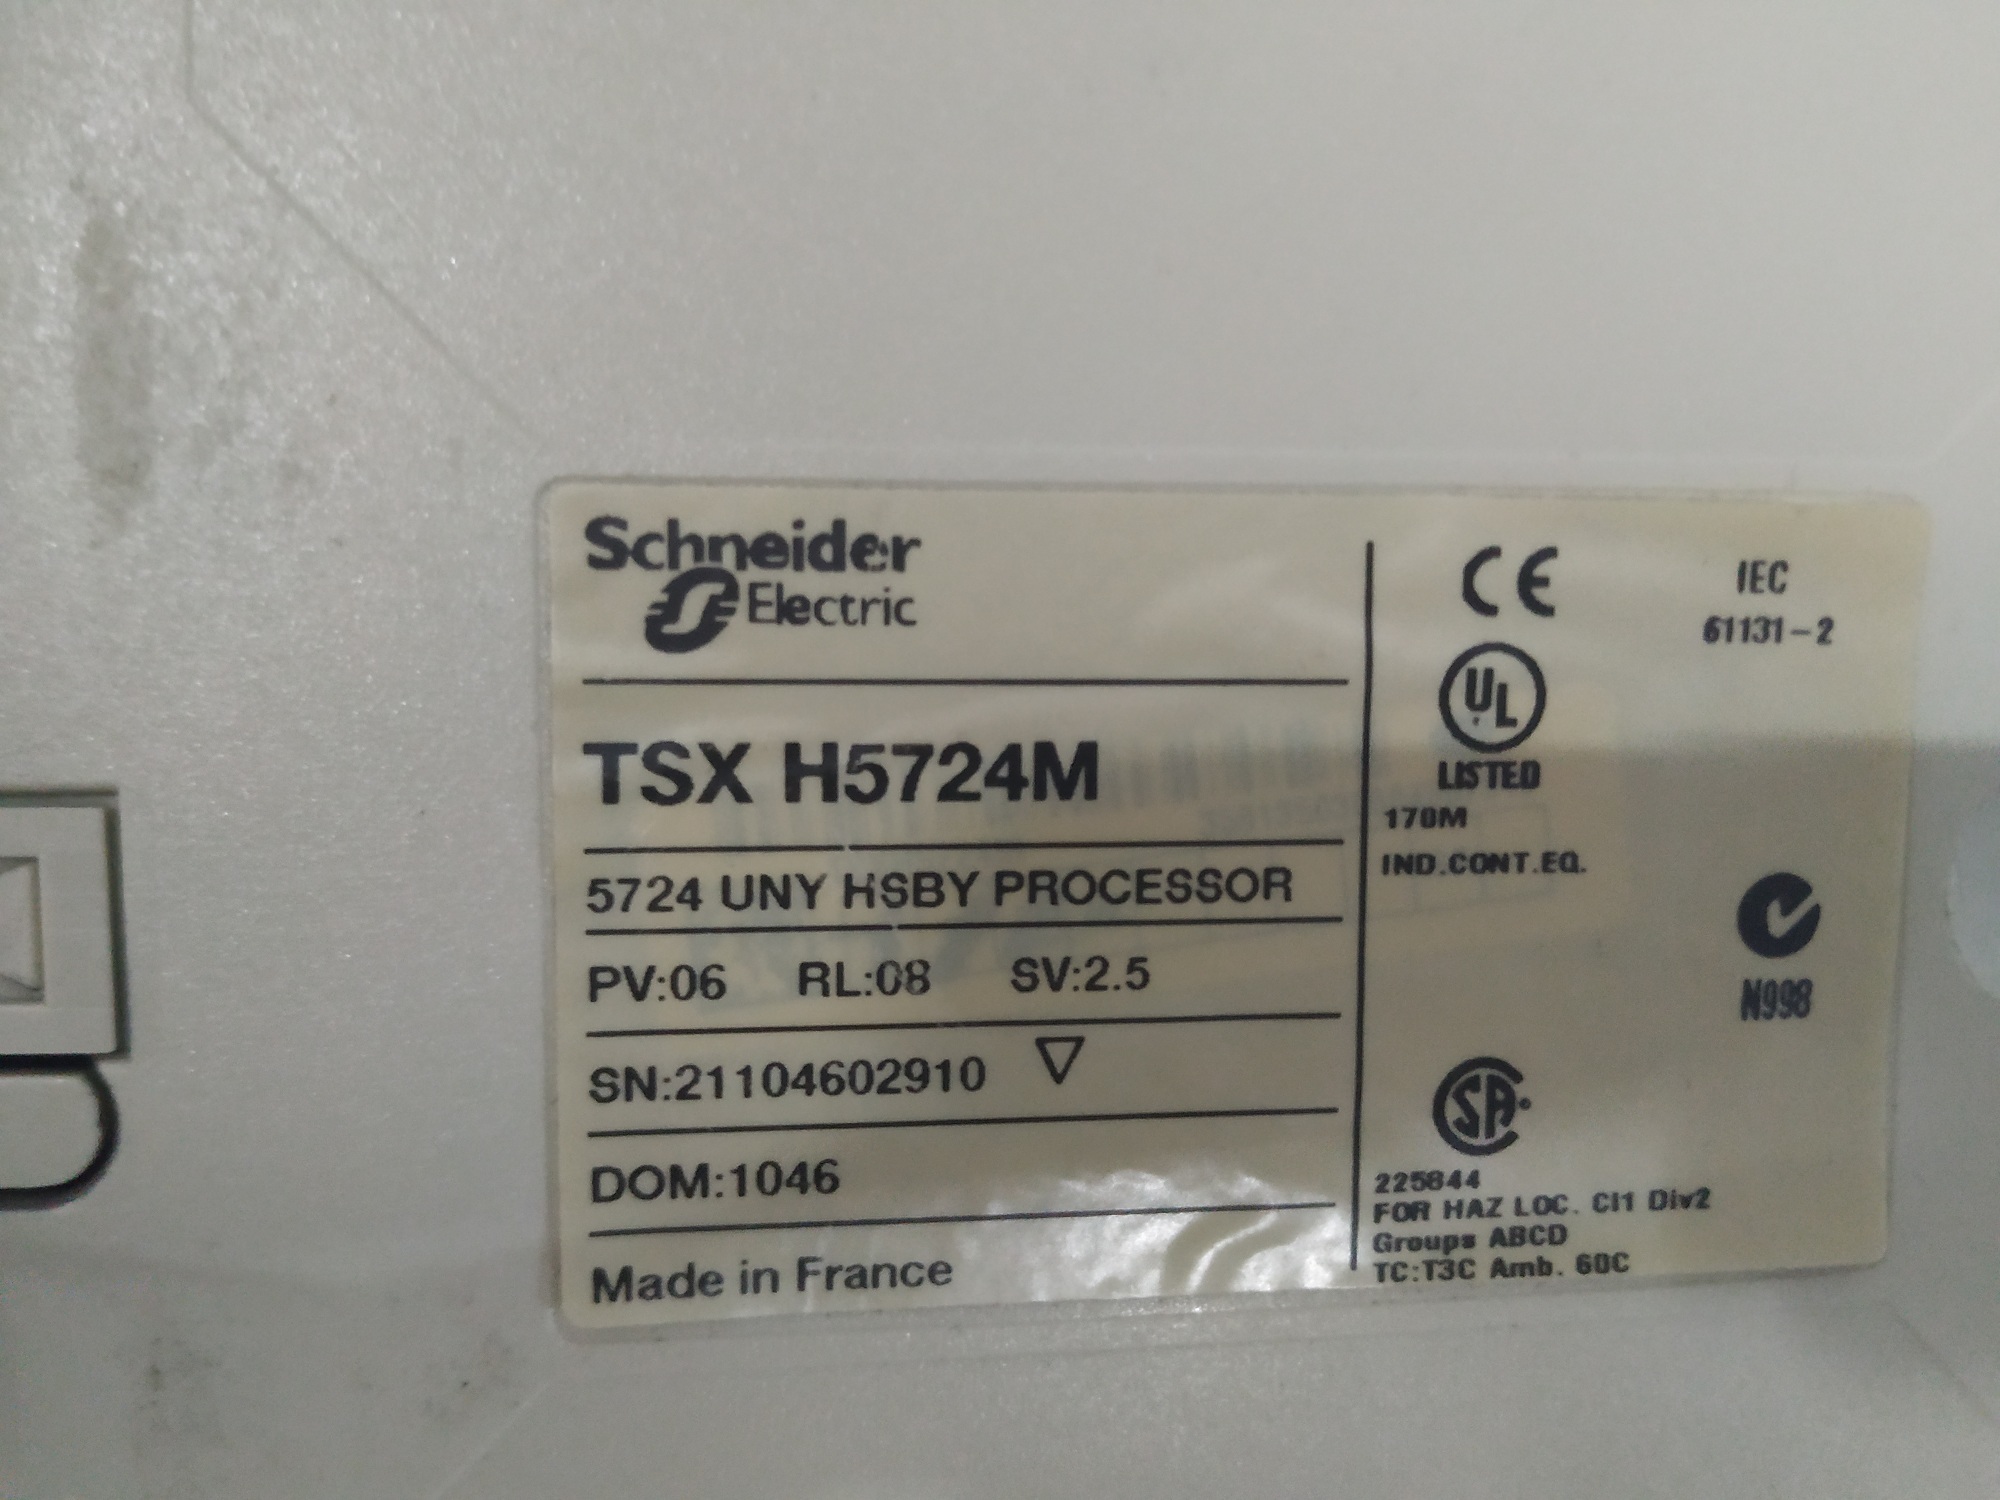 Schneider
Electric
TSX H5724M
5724 UNY HSBY PROCESSOR
PV:06 RL:08 SV:2.5
SN:21104602910
DOM:1046
Made in France
CE
IEC
61131-2
UL
LISTED
170M
IND.CONT.EQ.
N998
SA
225844
FOR HAZ LOC. Cl1 Div2
Groups ABCD
TC:T3C Amb. 60C